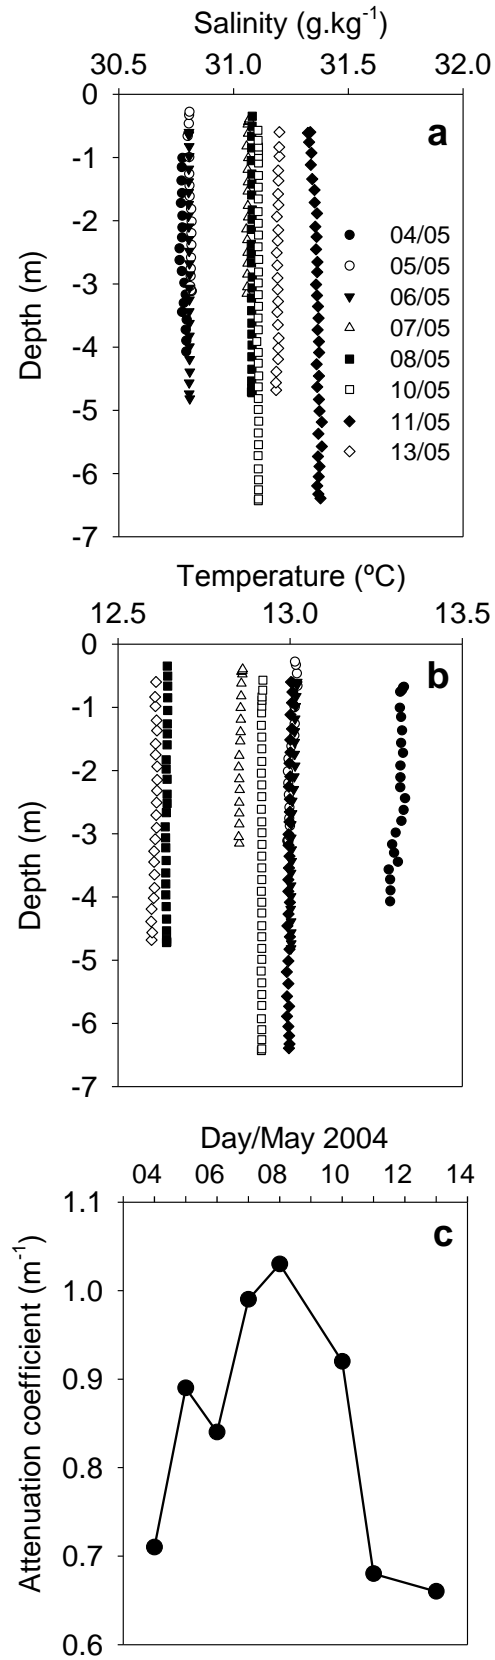 Salinity (g.kg⁻¹)
30.5 31.1 31.5 32.0
0
a
-1
-2
-3
-4
-5
-6
-7
Depth (m)
04/05
05/05
06/05
07/05
08/05
10/05
11/05
13/05
Temperature (ºC)
12.5 13.0 13.5
0
b
-1
-2
-3
-4
-5
-6
-7
Depth (m)
Day/May 2004
04 06 08 10 12 14
1.1
c
1.0
0.9
0.8
0.7
0.6
Attenuation coefficient (m⁻¹)